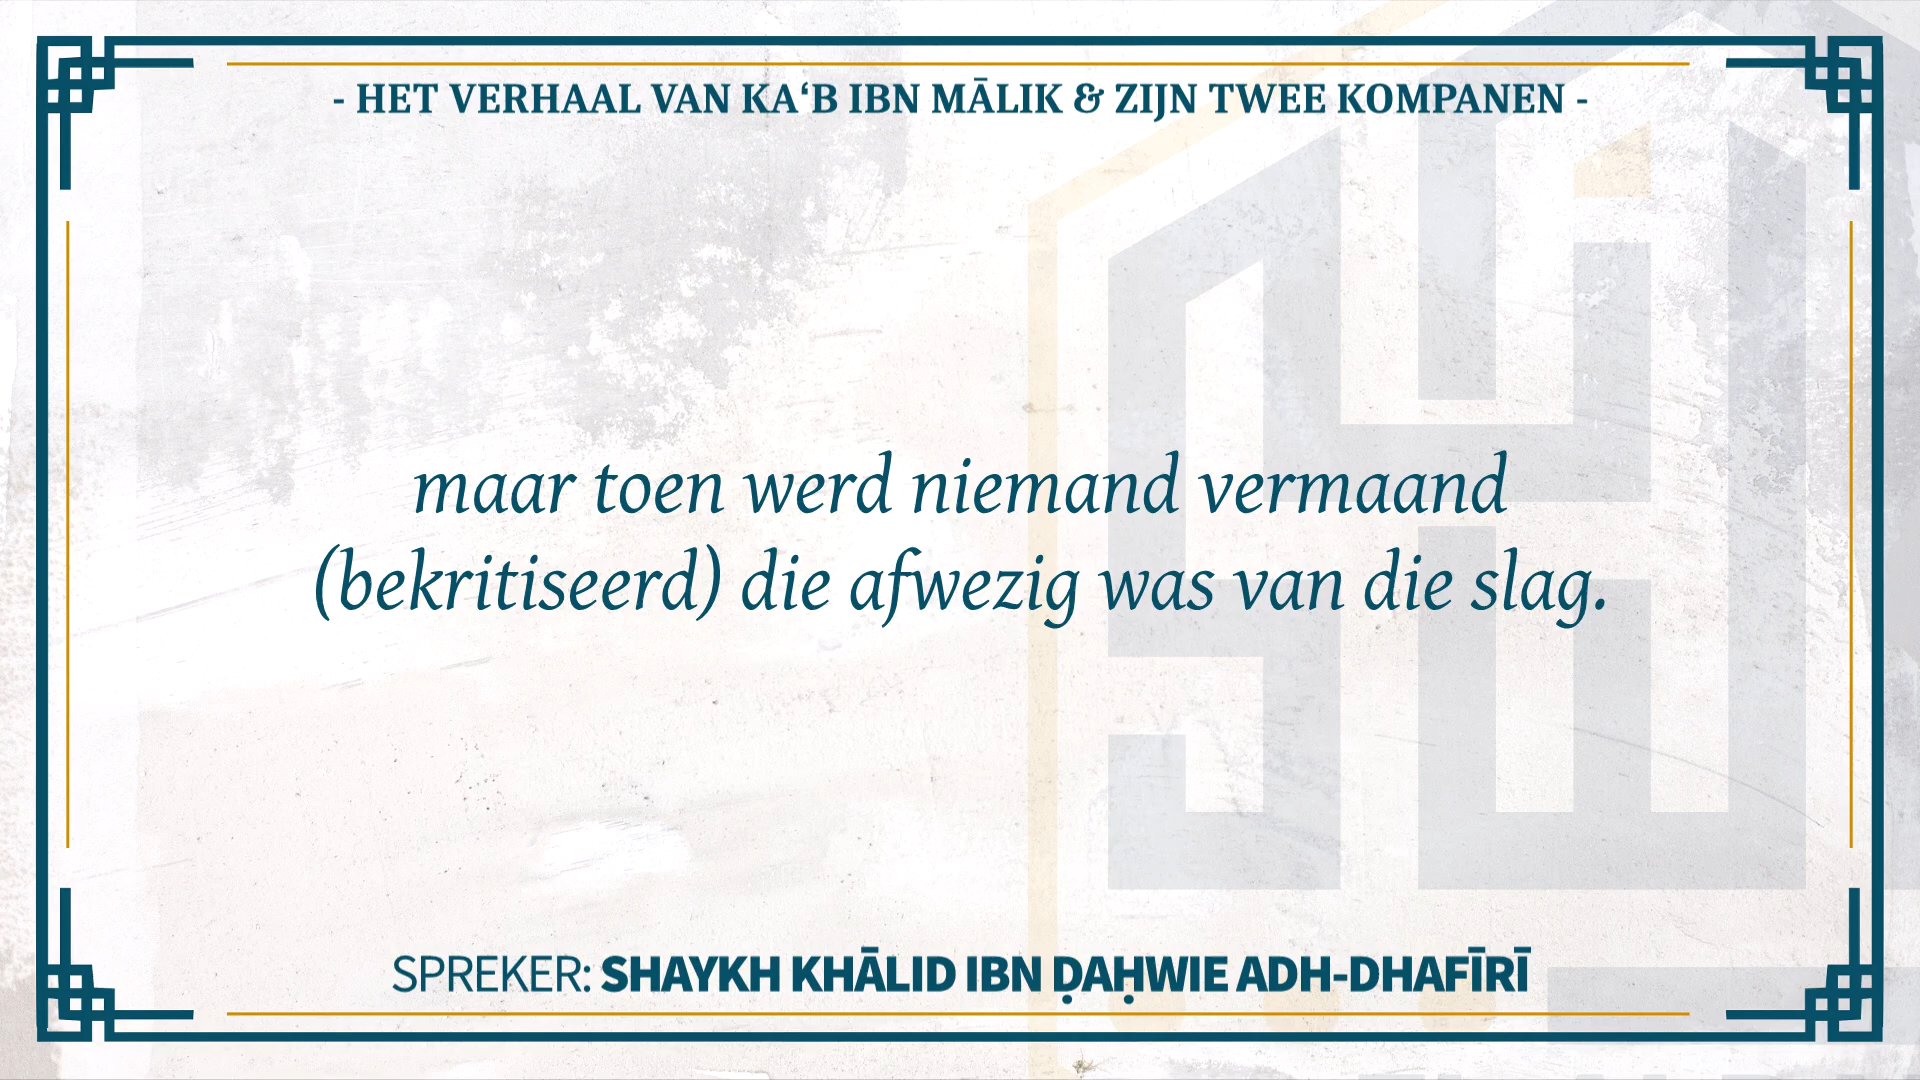 - HET VERHAAL VAN KA‘B IBN MĀLIK & ZIJN TWEE KOMPANEN -
maar toen werd niemand vermaand
(bekritiseerd) die afwezig was van die slag.
SPREKER: SHAYKH KHĀLID IBN ḌAḤWIE ADH-DHAFĪRĪ